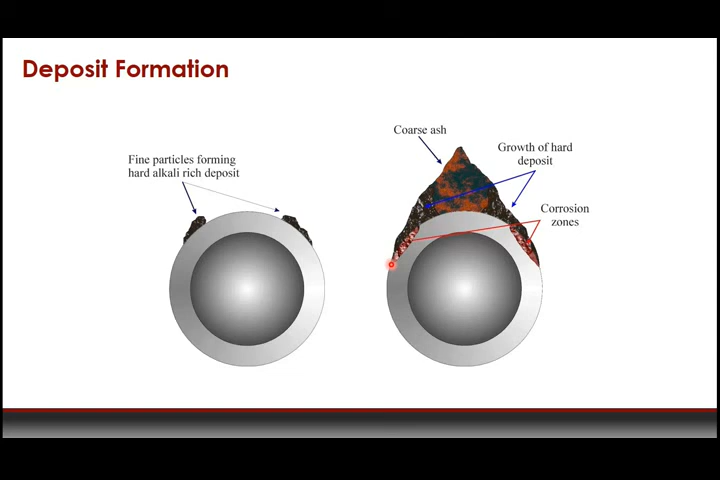 Deposit Formation
Fine particles forming
hard alkali rich deposit
Coarse ash
Growth of hard
deposit
Corrosion
zones